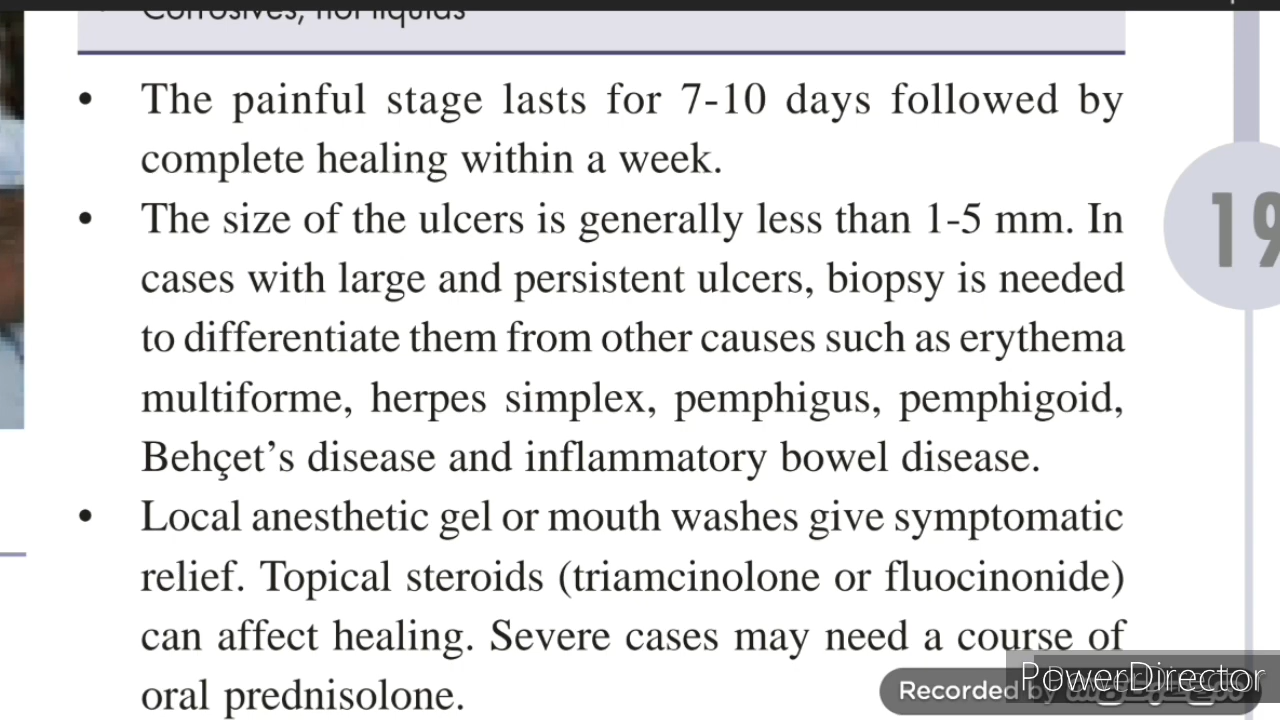 Corrosives, hot liquids
• The painful stage lasts for 7-10 days followed by
complete healing within a week.
• The size of the ulcers is generally less than 1-5 mm. In
cases with large and persistent ulcers, biopsy is needed
to differentiate them from other causes such as erythema
multiforme, herpes simplex, pemphigus, pemphigoid,
Behçet’s disease and inflammatory bowel disease.
• Local anesthetic gel or mouth washes give symptomatic
relief. Topical steroids (triamcinolone or fluocinonide)
can affect healing. Severe cases may need a course of
oral prednisolone.
19
PowerDirector
Recorded by